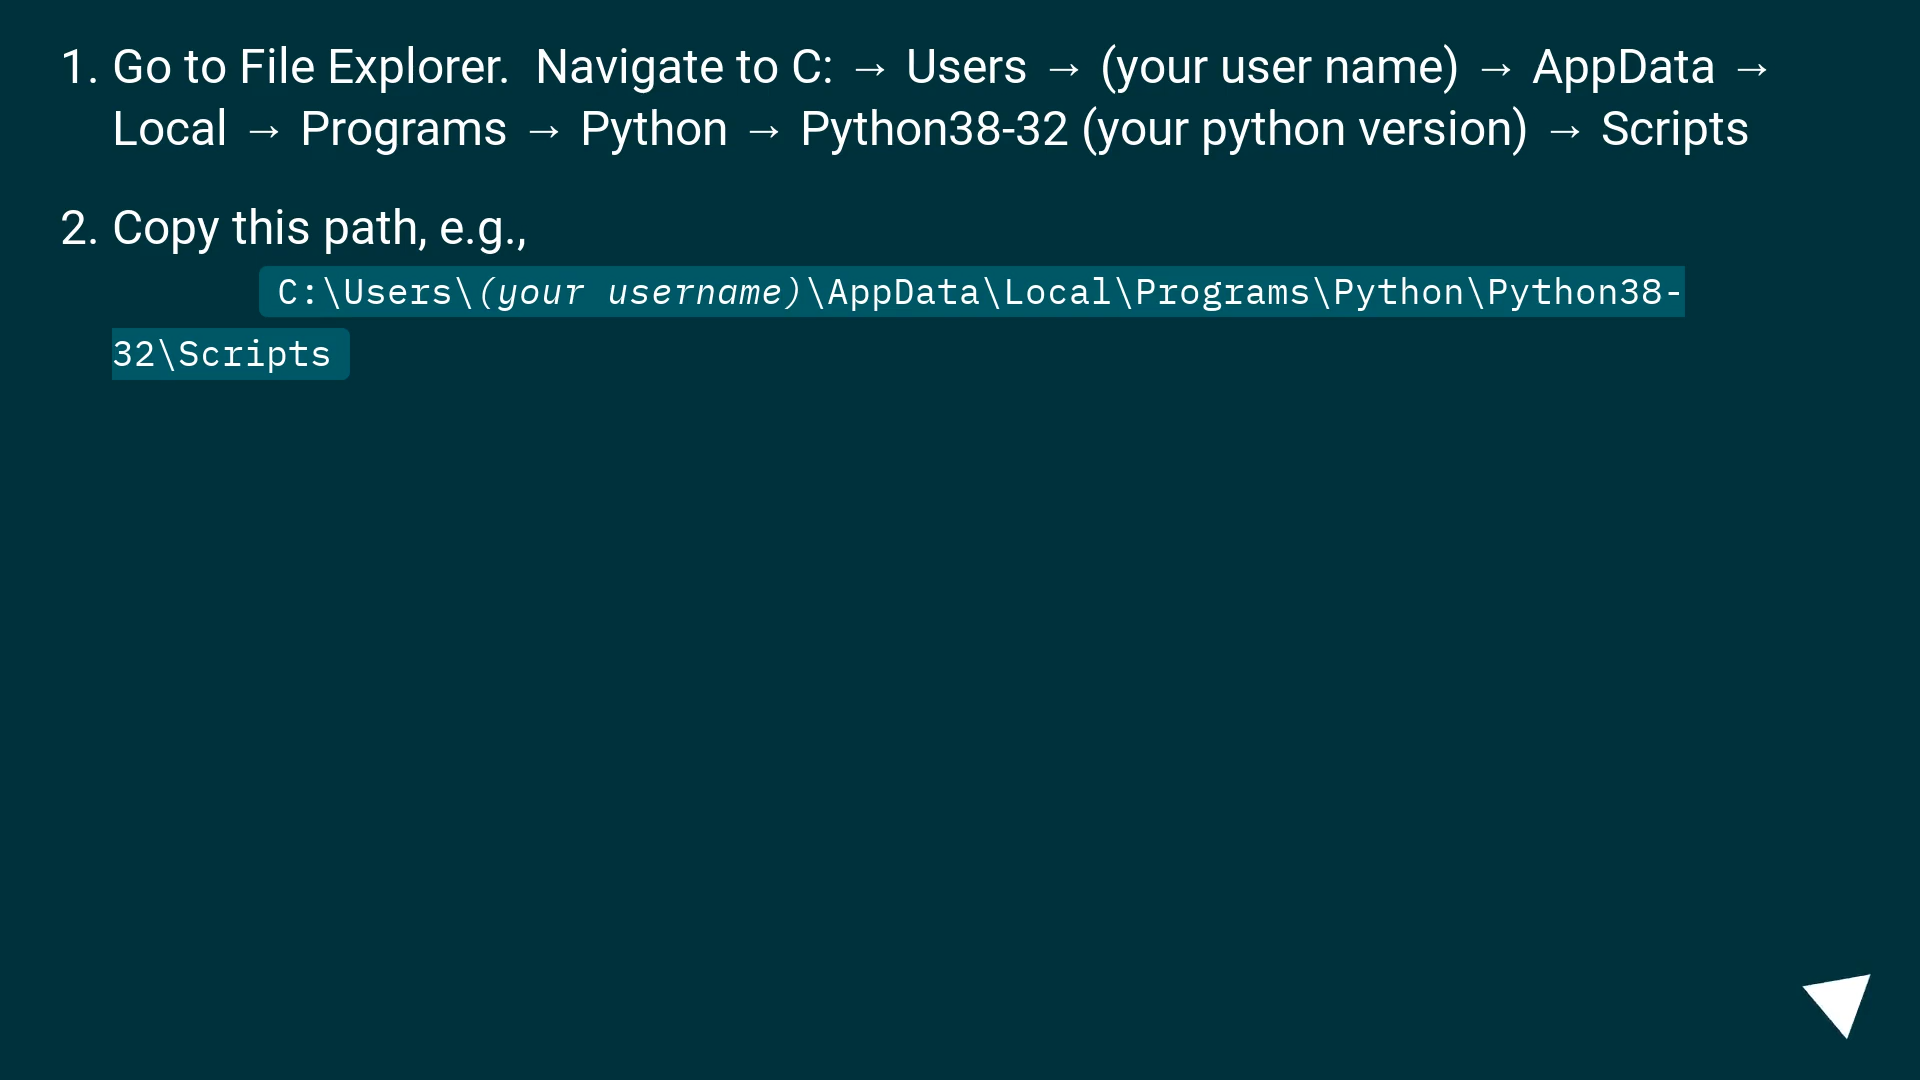 1. Go to File Explorer.  Navigate to C: → Users → (your user name) → AppData →
Local → Programs → Python → Python38-32 (your python version) → Scripts
2. Copy this path, e.g.,
C:\Users\(your username)\AppData\Local\Programs\Python\Python38-
32\Scripts